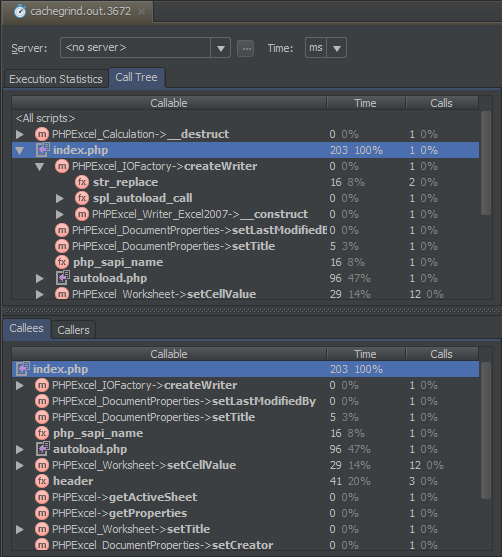 cachegrind.out.3672
Server: <no server> ... Time: ms
Execution Statistics Call Tree
Callable Time Calls
<All scripts>
PHPExcel_Calculation->__destruct 0 0% 1 0%
index.php 203 100% 1 0%
PHPExcel_IOFactory->createWriter 0 0% 1 0%
str_replace 16 8% 2 0%
spl_autoload_call 0 0% 1 0%
PHPExcel_Writer_Excel2007->__construct 0 0% 1 0%
PHPExcel_DocumentProperties->setLastModifiedB 0 0% 1 0%
PHPExcel_DocumentProperties->setTitle 5 3% 1 0%
php_sapi_name 16 8% 1 0%
autoload.php 96 47% 1 0%
PHPExcel_Worksheet->setCellValue 29 14% 12 0%
Callees Callers
Callable Time Calls
index.php 203 100%
PHPExcel_IOFactory->createWriter 0 0% 1 0%
PHPExcel_DocumentProperties->setLastModifiedBy 0 0% 1 0%
PHPExcel_DocumentProperties->setTitle 5 3% 1 0%
php_sapi_name 16 8% 1 0%
autoload.php 96 47% 1 0%
PHPExcel_Worksheet->setCellValue 29 14% 12 0%
header 41 20% 3 0%
PHPExcel->getActiveSheet 0 0% 1 0%
PHPExcel->getProperties 0 0% 1 0%
PHPExcel_Worksheet->setTitle 0 0% 1 0%
PHPExcel_DocumentProperties->setCreator 0 0% 1 0%